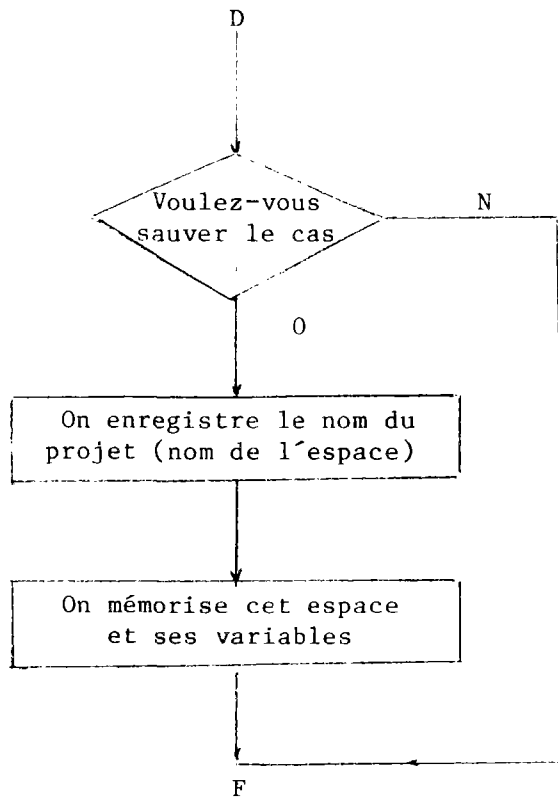 D
Voulez-vous
sauver le cas
N
O
On enregistre le nom du
projet (nom de l´espace)
On mémorise cet espace
et ses variables
F